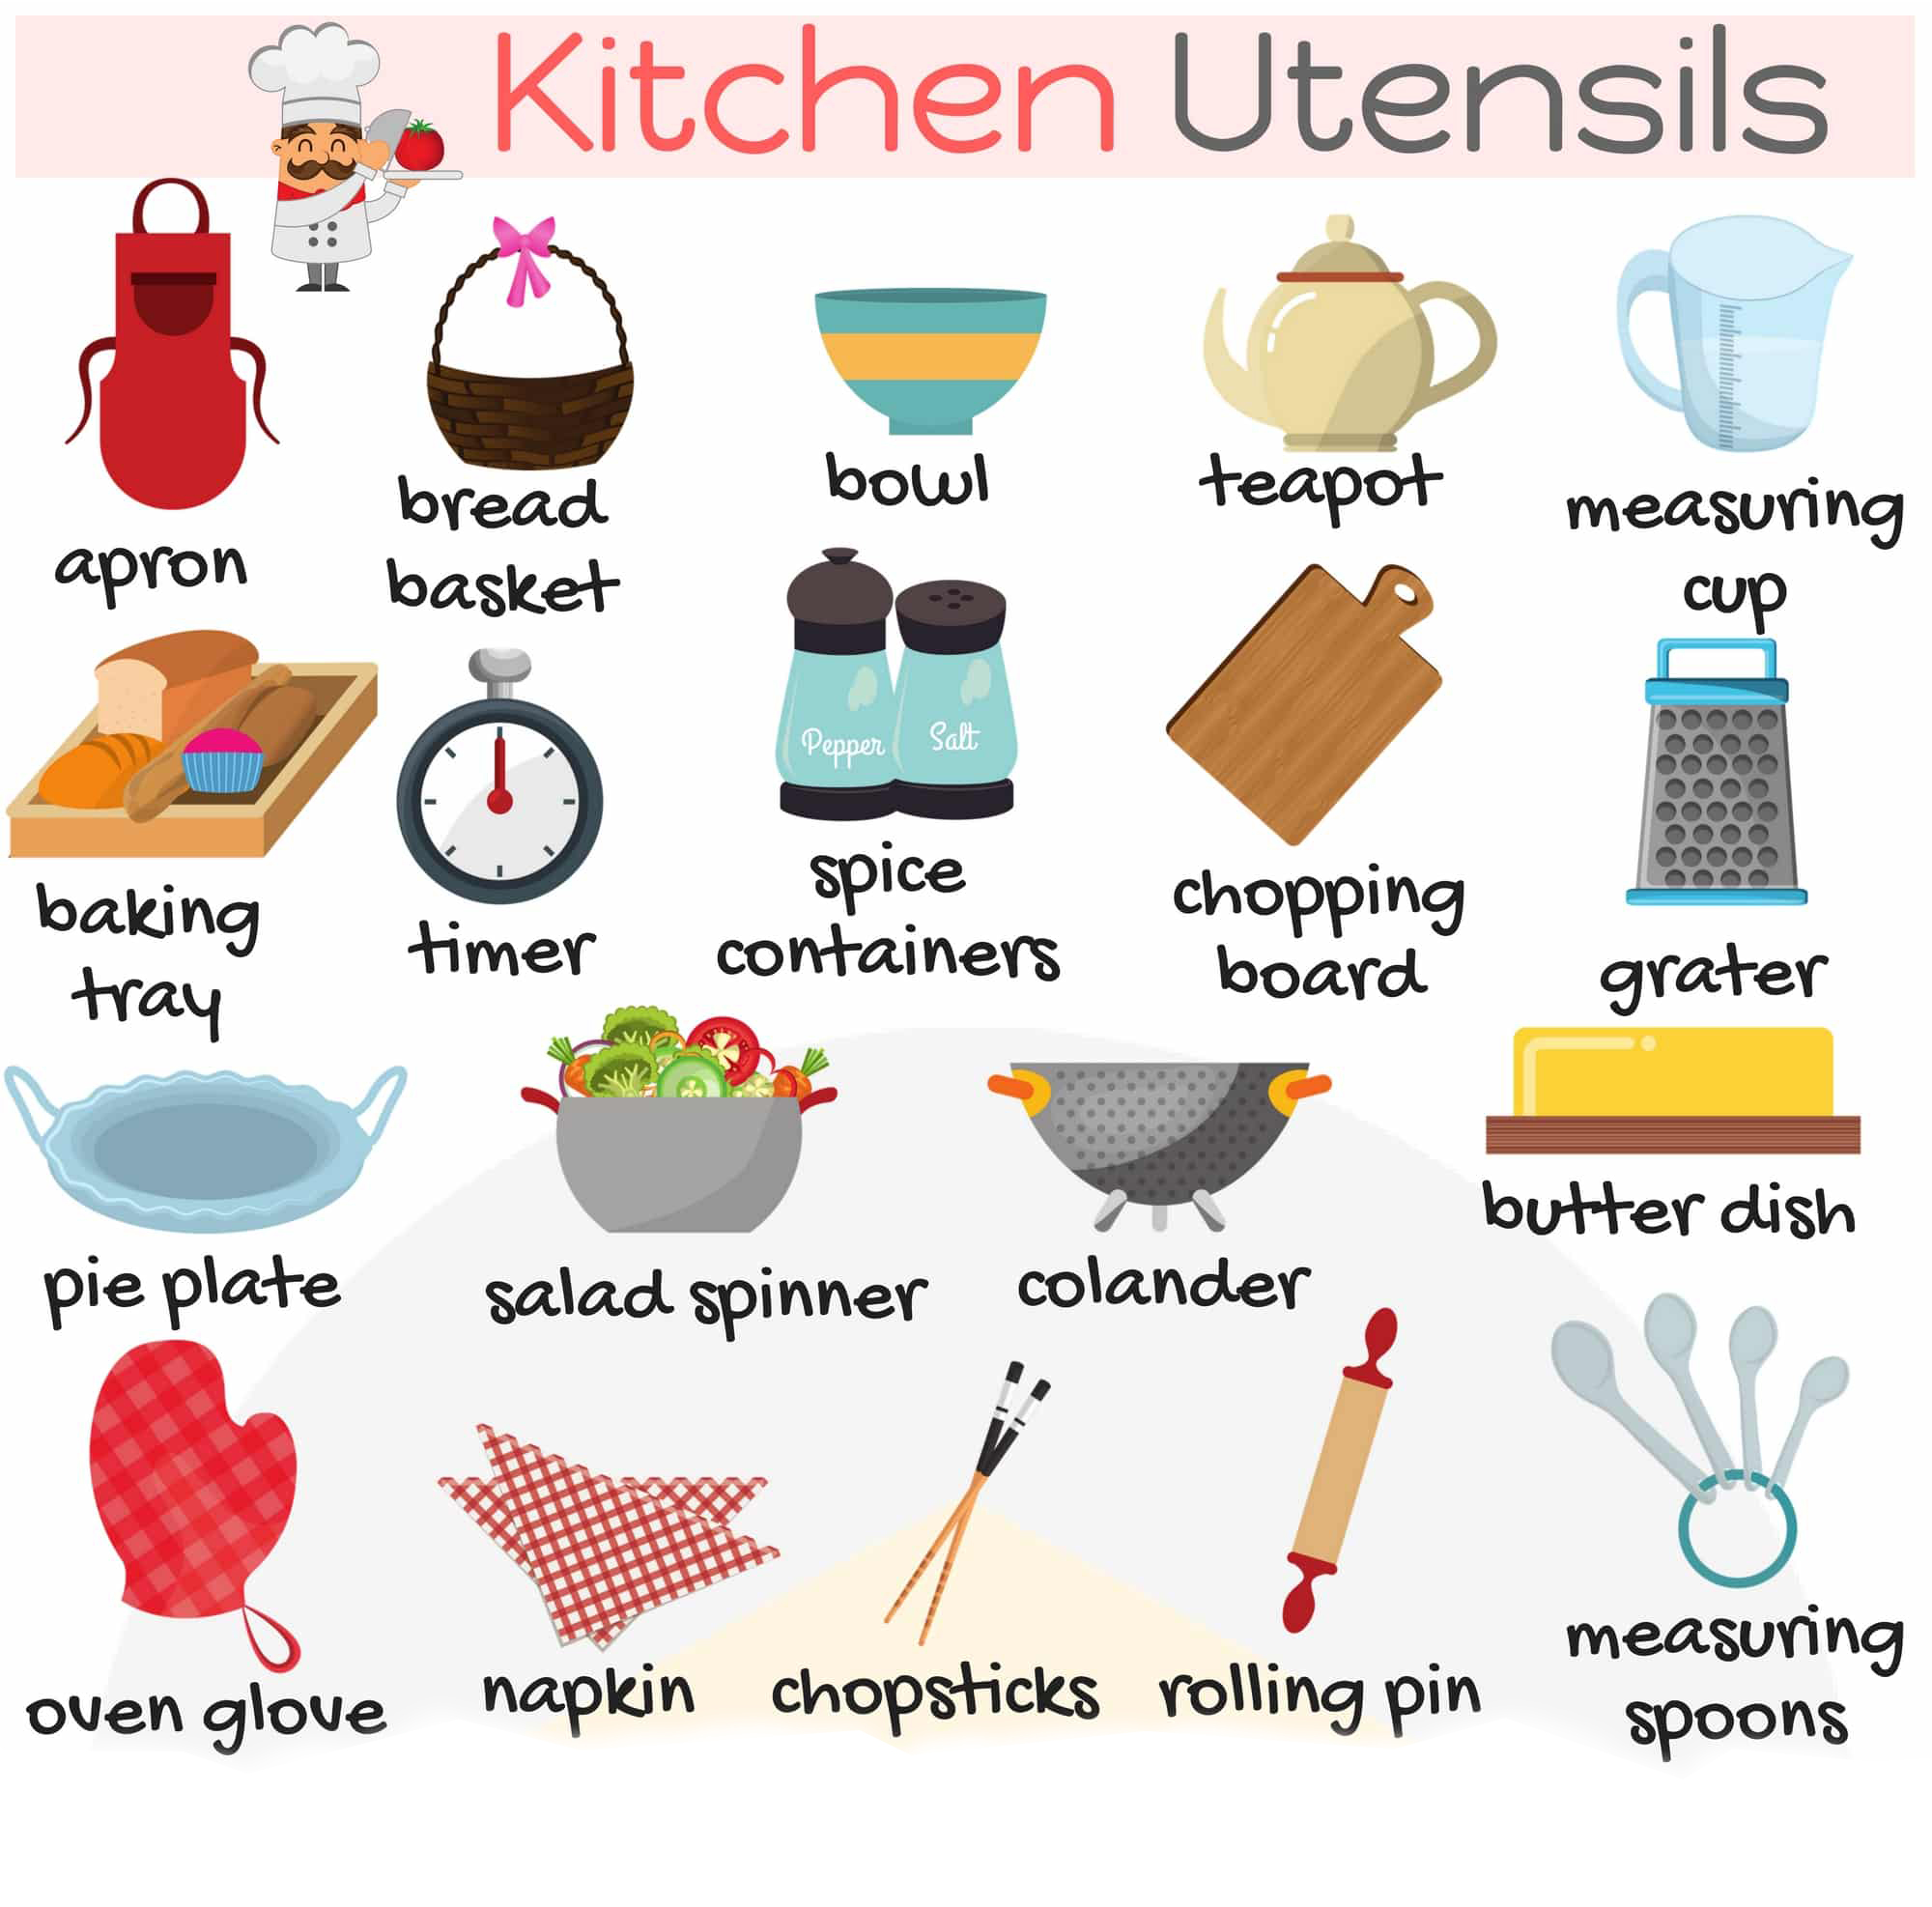 Kitchen Utensils
apron
bread
basket
bowl
teapot
measuring
cup
baking
tray
timer
Pepper
Salt
spice
containers
chopping
board
grater
pie plate
salad spinner
colander
butter dish
oven glove
napkin
chopsticks
rolling pin
measuring
spoons